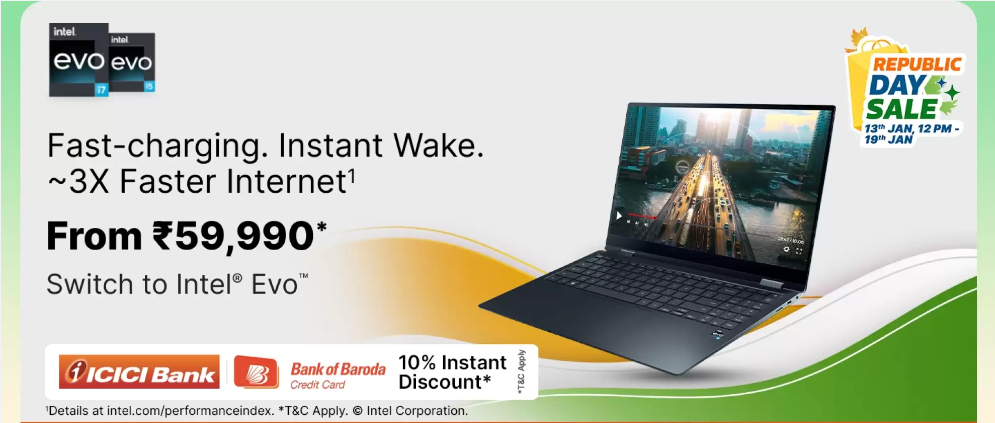 intel.
evo
i7
intel.
evo
i5
REPUBLIC
DAY
SALE
13th JAN, 12 PM -
19th JAN
Fast-charging. Instant Wake.
~3X Faster Internet¹
From ₹59,990*
Switch to Intel® Evo™
ICICI Bank
Bank of Baroda
Credit Card
10% Instant
Discount*
*T&C Apply
¹Details at intel.com/performanceindex. *T&C Apply. © Intel Corporation.